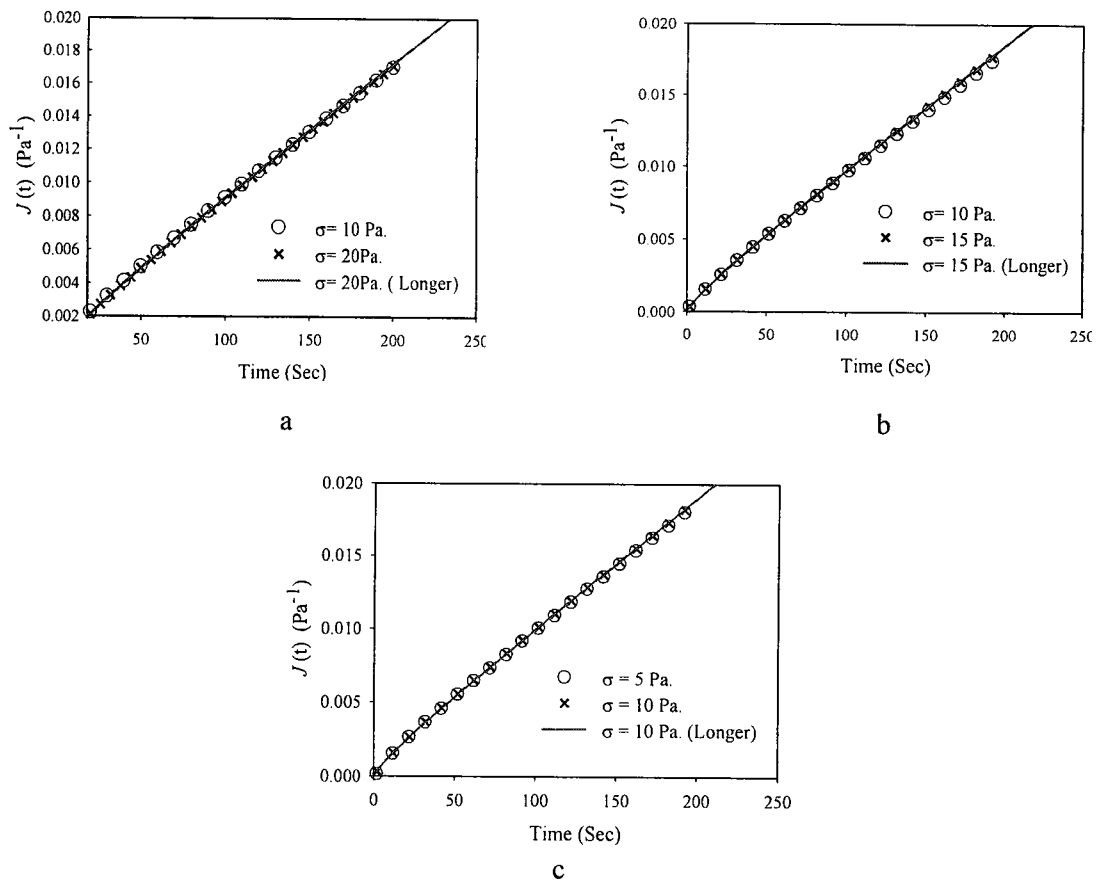 0.020
0.018
0.016
0.014
0.012
0.010
0.008
0.006
0.004
0.002
J (t) (Pa⁻¹)
σ= 10 Pa.
σ= 20Pa.
σ= 20Pa. ( Longer)
50 100 150 200 250
Time (Sec)
a
0.020
0.015
0.010
0.005
0.000
J (t) (Pa⁻¹)
σ= 10 Pa.
σ= 15 Pa.
σ= 15 Pa. (Longer)
0 50 100 150 200 250
Time (Sec)
b
0.020
0.015
0.010
0.005
0.000
J (t) (Pa⁻¹)
σ = 5 Pa.
σ = 10 Pa.
σ = 10 Pa. (Longer)
0 50 100 150 200 250
Time (Sec)
c